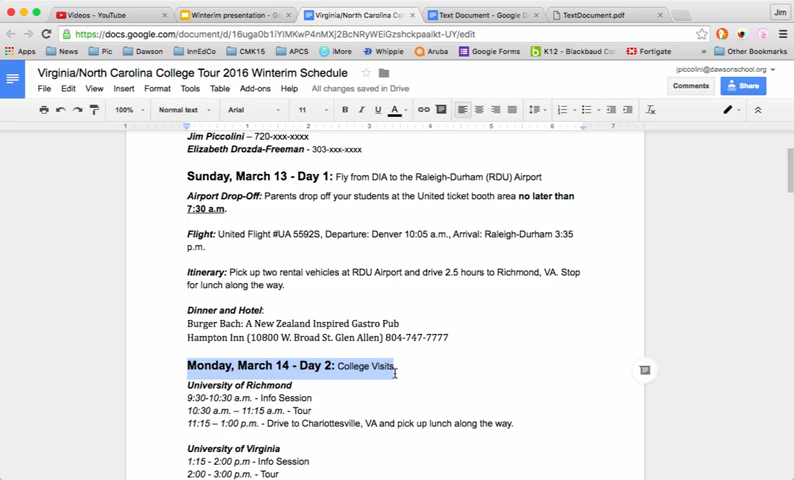 Videos - YouTube
Winterim presentation - G
Virginia/North Carolina Co
Text Document - Google D
TextDocument.pdf
Jim
https://docs.google.com/document/d/16uga0b1iYIMKwP4nMXj2BcNRyWEiGzshckpaaIkt-UY/edit
Apps
News
Pic
Dawson
InnEdCo
CMK15
APCS
iMore
Whipple
Aruba
Google Forms
K12 - Blackbaud Co
Fortigate
»
Other Bookmarks
Virginia/North Carolina College Tour 2016 Winterim Schedule
jpiccolini@dawsonschool.org
File Edit View Insert Format Tools Table Add-ons Help All changes saved in Drive
Comments
Share
100% Normal text Arial 11 B I U A
1 1 2 3 4 5 6 7
Jim Piccolini – 720-xxx-xxxx
Elizabeth Drozda-Freeman - 303-xxx-xxxx
Sunday, March 13 - Day 1: Fly from DIA to the Raleigh-Durham (RDU) Airport
Airport Drop-Off: Parents drop off your students at the United ticket booth area no later than
7:30 a.m.
Flight: United Flight #UA 5592S, Departure: Denver 10:05 a.m., Arrival: Raleigh-Durham 3:35
p.m.
Itinerary: Pick up two rental vehicles at RDU Airport and drive 2.5 hours to Richmond, VA. Stop
for lunch along the way.
Dinner and Hotel:
Burger Bach: A New Zealand Inspired Gastro Pub
Hampton Inn (10800 W. Broad St. Glen Allen) 804-747-7777
Monday, March 14 - Day 2: College Visits
University of Richmond
9:30-10:30 a.m. - Info Session
10:30 a.m. – 11:15 a.m. - Tour
11:15 – 1:00 p.m. - Drive to Charlottesville, VA and pick up lunch along the way.
University of Virginia
1:15 - 2:00 p.m - Info Session
2:00 - 3:00 p.m. - Tour